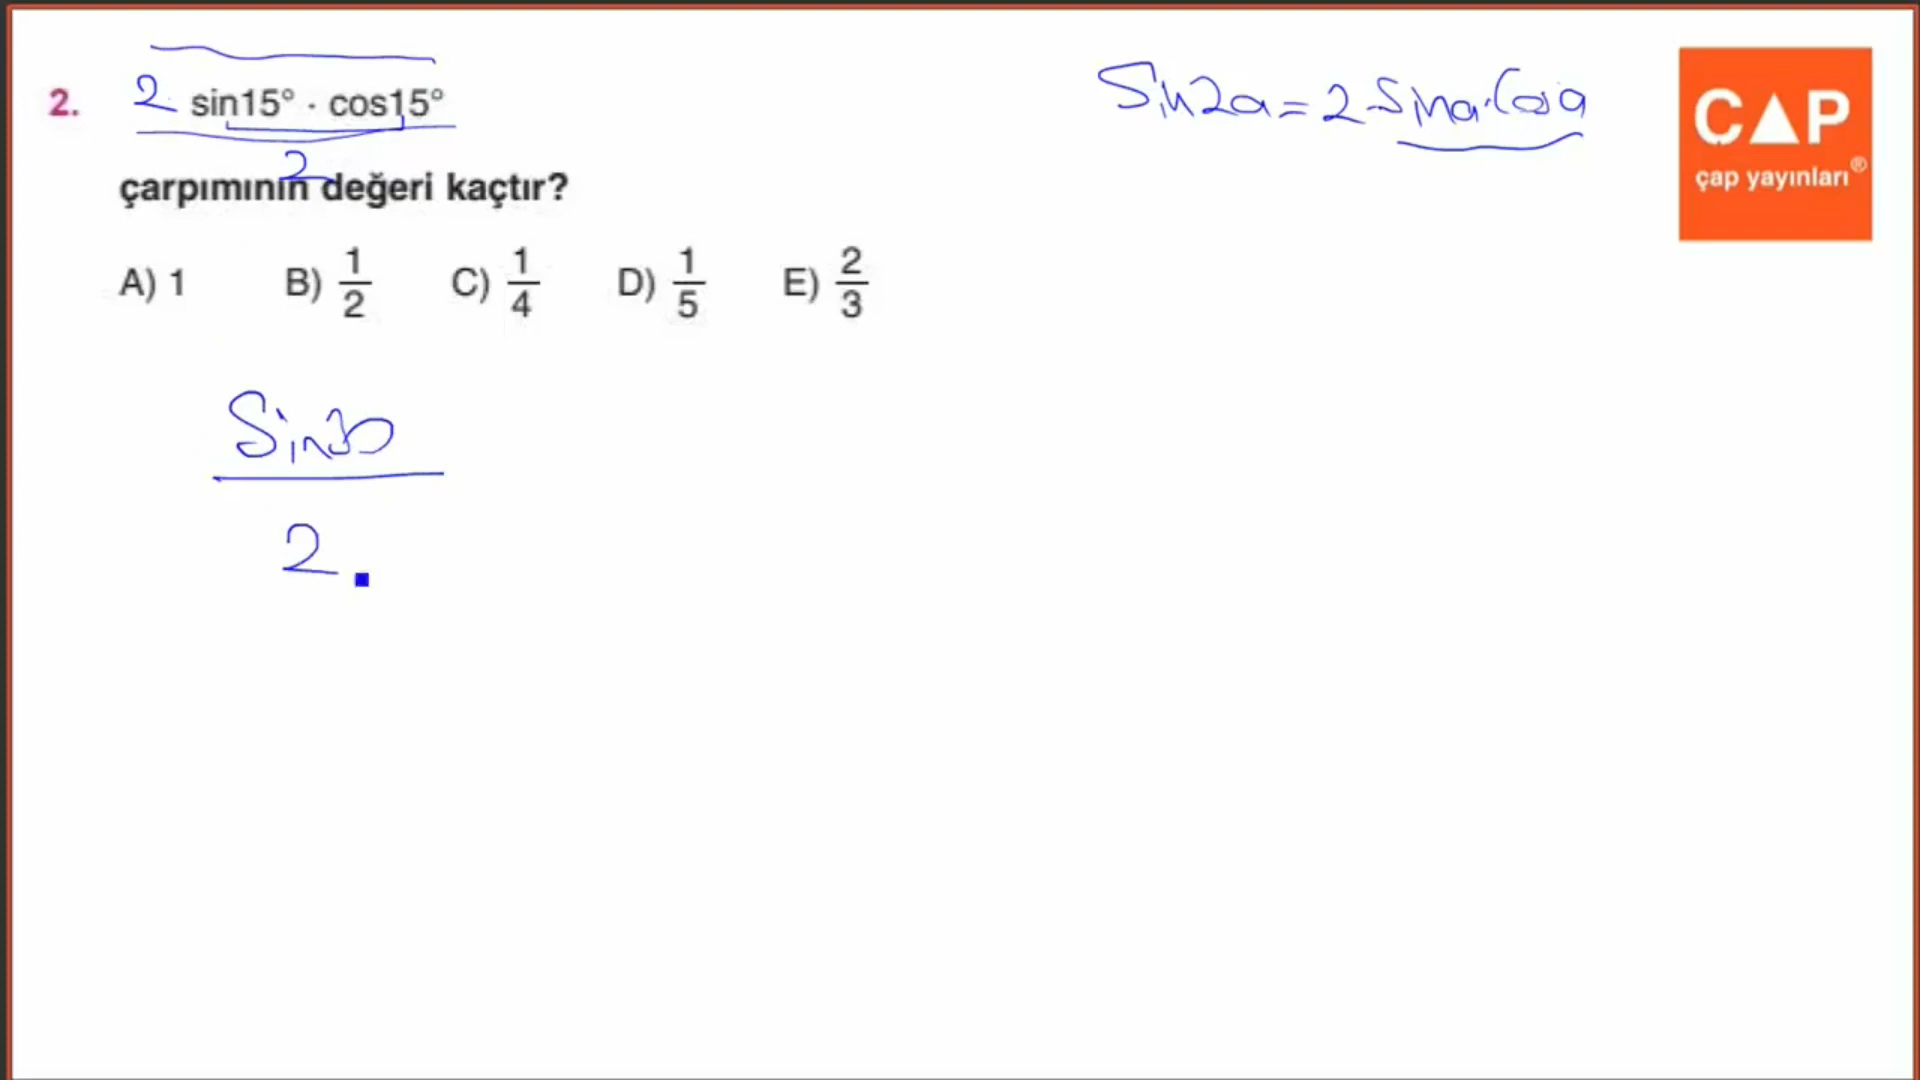 2. 2 sin15° · cos15°
2
çarpımının değeri kaçtır?
A) 1 B) 1/2 C) 1/4 D) 1/5 E) 2/3
Sin2a = 2 Sina · Cosa
ÇAP
çap yayınları®
Sin30
2